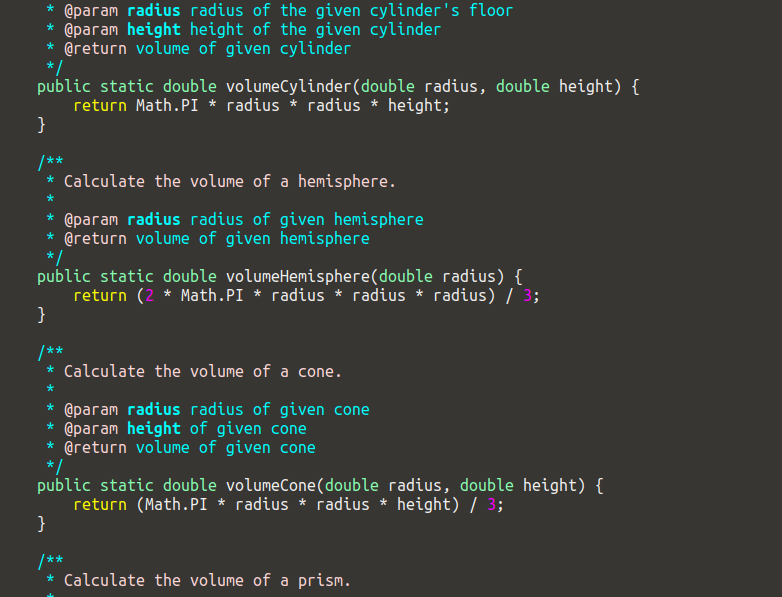 * @param radius radius of the given cylinder's floor
     * @param height height of the given cylinder
     * @return volume of given cylinder
     */
    public static double volumeCylinder(double radius, double height) {
        return Math.PI * radius * radius * height;
    }

    /**
     * Calculate the volume of a hemisphere.
     *
     * @param radius radius of given hemisphere
     * @return volume of given hemisphere
     */
    public static double volumeHemisphere(double radius) {
        return (2 * Math.PI * radius * radius * radius) / 3;
    }

    /**
     * Calculate the volume of a cone.
     *
     * @param radius radius of given cone
     * @param height of given cone
     * @return volume of given cone
     */
    public static double volumeCone(double radius, double height) {
        return (Math.PI * radius * radius * height) / 3;
    }

    /**
     * Calculate the volume of a prism.
     *